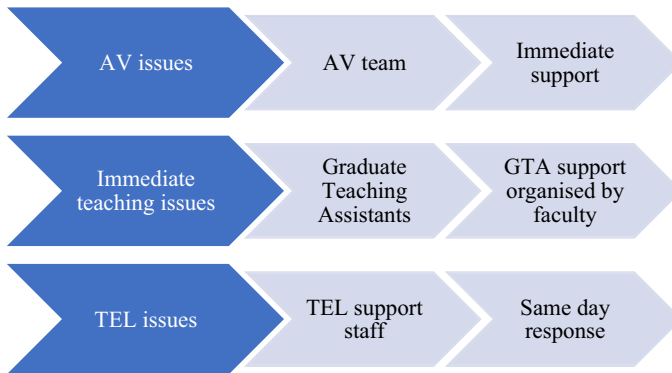 AV issues
AV team
Immediate
support
Immediate
teaching issues
Graduate
Teaching
Assistants
GTA support
organised by
faculty
TEL issues
TEL support
staff
Same day
response